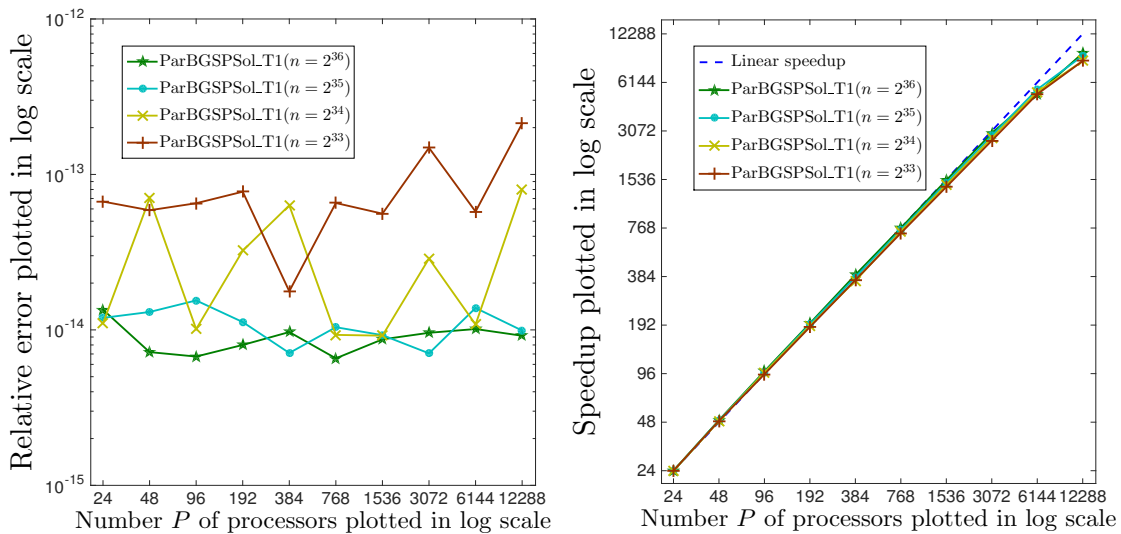 10^-12
10^-13
10^-14
10^-15
Relative error plotted in log scale
ParBGSPSol_T1(n = 2^36)
ParBGSPSol_T1(n = 2^35)
ParBGSPSol_T1(n = 2^34)
ParBGSPSol_T1(n = 2^33)
24 48 96 192 384 768 1536 3072 6144 12288
Number P of processors plotted in log scale
12288
6144
3072
1536
768
384
192
96
48
24
Speedup plotted in log scale
Linear speedup
ParBGSPSol_T1(n = 2^36)
ParBGSPSol_T1(n = 2^35)
ParBGSPSol_T1(n = 2^34)
ParBGSPSol_T1(n = 2^33)
24 48 96 192 384 768 1536 3072 6144 12288
Number P of processors plotted in log scale